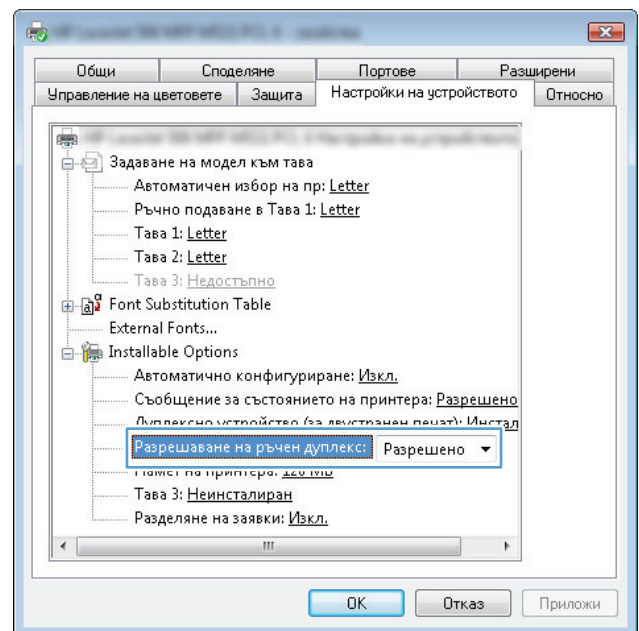 Общи Споделяне Портове Разширени
Управление на цветовете Защита Настройки на устройството Относно
Задаване на модел към тава
Автоматичен избор на пр: Letter
Ръчно подаване в Тава 1: Letter
Тава 1: Letter
Тава 2: Letter
Тава 3: Недостъпно
Font Substitution Table
External Fonts...
Installable Options
Автоматично конфигуриране: Изкл.
Съобщение за състоянието на принтера: Разрешено
Дуплексно устройство (за двустранен печат): Инстал
Разрешаване на ръчен дуплекс: Разрешено
Памет на принтера: 128 MB
Тава 3: Неинсталиран
Разделяне на заявки: Изкл.
OK Отказ Приложи